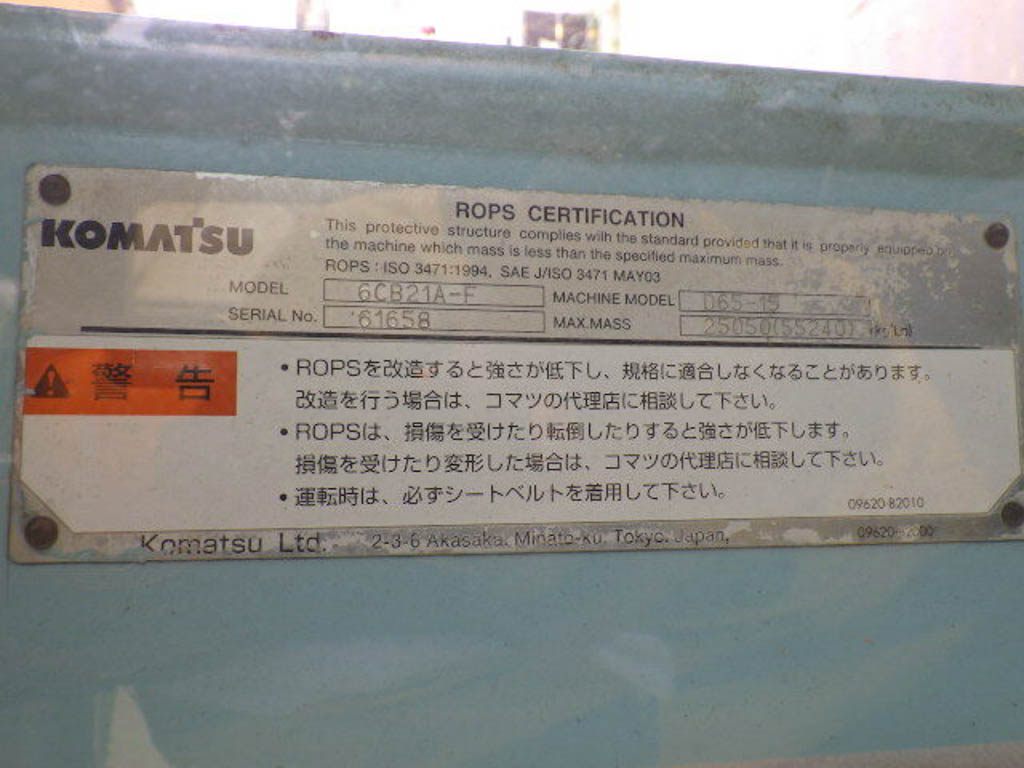 KOMATSU
ROPS CERTIFICATION
This protective structure complies with the standard provided that it is properly equipped on
the machine which mass is less than the specified maximum mass.
ROPS : ISO 3471:1994, SAE J/ISO 3471 MAY03
MODEL 6CB21A-F MACHINE MODEL D65-15
SERIAL No. 61658 MAX.MASS 25050(55240)
警告
• ROPSを改造すると強さが低下し、規格に適合しなくなることがあります。
改造を行う場合は、コマツの代理店に相談して下さい。
• ROPSは、損傷を受けたり転倒したりすると強さが低下します。
損傷を受けたり変形した場合は、コマツの代理店に相談して下さい。
• 運転時は、必ずシートベルトを着用して下さい。
09620-B2010
Komatsu Ltd. 2-3-6 Akasaka, Minato-ku, Tokyo, Japan,